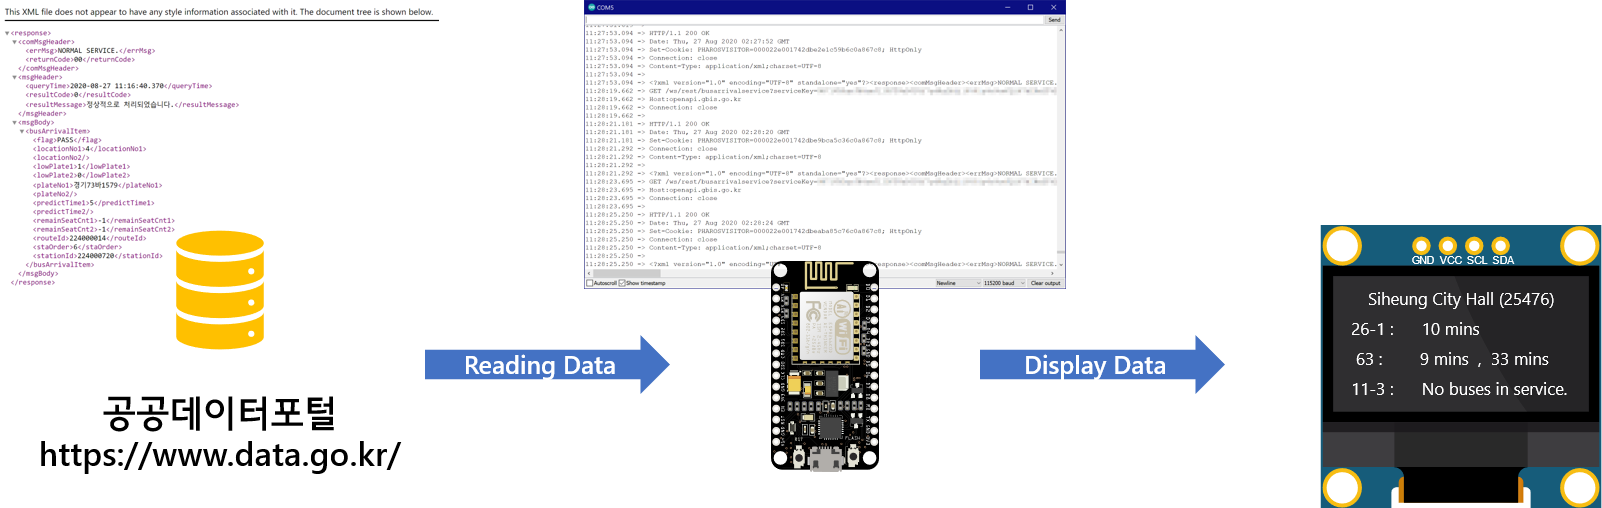 This XML file does not appear to have any style information associated with it. The document tree is shown below.
▼<response>
▼<comMsgHeader>
<errMsg>NORMAL SERVICE.</errMsg>
<returnCode>00</returnCode>
</comMsgHeader>
▼<msgHeader>
<queryTime>2020-08-27 11:16:40.370</queryTime>
<resultCode>0</resultCode>
<resultMessage>정상적으로 처리되었습니다.</resultMessage>
</msgHeader>
▼<msgBody>
▼<busArrivalItem>
<flag>PASS</flag>
<locationNo1>4</locationNo1>
<locationNo2/>
<lowPlate1>1</lowPlate1>
<lowPlate2>0</lowPlate2>
<plateNo1>경기73바1579</plateNo1>
<plateNo2/>
<predictTime1>5</predictTime1>
<predictTime2/>
<remainSeatCnt1>-1</remainSeatCnt1>
<remainSeatCnt2>-1</remainSeatCnt2>
<routeId>224000014</routeId>
<staOrder>6</staOrder>
<stationId>224000720</stationId>
</busArrivalItem>
</msgBody>
</response>
공공데이터포털
https://www.data.go.kr/
Reading Data
COM5
Send
11:27:53.094 ->
11:27:53.094 -> HTTP/1.1 200 OK
11:27:53.094 -> Date: Thu, 27 Aug 2020 02:27:52 GMT
11:27:53.094 -> Set-Cookie: PHAROSVISITOR=000022e001742dbe2e1c59b6c0a867c8; HttpOnly
11:27:53.094 -> Connection: close
11:27:53.094 -> Content-Type: application/xml;charset=UTF-8
11:27:53.094 ->
11:27:53.094 -> <?xml version="1.0" encoding="UTF-8" standalone="yes"?><response><comMsgHeader><errMsg>NORMAL SERVICE.
11:28:19.662 -> GET /ws/rest/busarrivalservice?serviceKey=
11:28:19.662 -> Host:openapi.gbis.go.kr
11:28:19.662 -> Connection: close
11:28:19.662 ->
11:28:21.181 -> HTTP/1.1 200 OK
11:28:21.181 -> Date: Thu, 27 Aug 2020 02:28:20 GMT
11:28:21.181 -> Set-Cookie: PHAROSVISITOR=000022e001742dbe9bca5c36c0a867c8; HttpOnly
11:28:21.292 -> Connection: close
11:28:21.292 -> Content-Type: application/xml;charset=UTF-8
11:28:21.292 ->
11:28:21.292 -> <?xml version="1.0" encoding="UTF-8" standalone="yes"?><response><comMsgHeader><errMsg>NORMAL SERVICE.
11:28:23.695 -> GET /ws/rest/busarrivalservice?serviceKey=
11:28:23.695 -> Host:openapi.gbis.go.kr
11:28:23.695 -> Connection: close
11:28:23.695 ->
11:28:25.250 -> HTTP/1.1 200 OK
11:28:25.250 -> Date: Thu, 27 Aug 2020 02:28:24 GMT
11:28:25.250 -> Set-Cookie: PHAROSVISITOR=000022e001742dbeaba85c76c0a867c8; HttpOnly
11:28:25.250 -> Connection: close
11:28:25.250 -> Content-Type: application/xml;charset=UTF-8
11:28:25.250 ->
11:28:25.250 -> <?xml version="1.0" encoding="UTF-8" standalone="yes"?><response><comMsgHeader><errMsg>NORMAL SERVICE.
Autoscroll Show timestamp Newline 115200 baud Clear output
WiFi
FC
RST FLASH
Display Data
GND VCC SCL SDA
Siheung City Hall (25476)
26-1 : 10 mins
63 : 9 mins , 33 mins
11-3 : No buses in service.